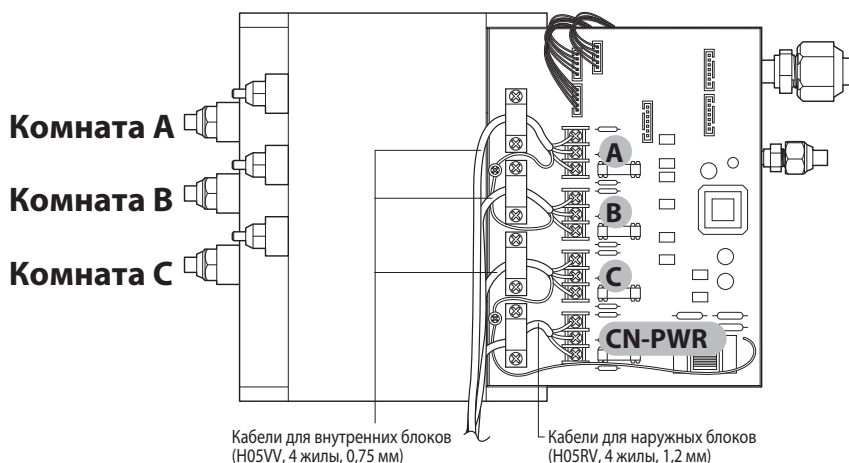 Комната A
Комната B
Комната C
A
B
C
CN-PWR
Кабели для внутренних блоков
(H05VV, 4 жилы, 0,75 мм)
Кабели для наружных блоков
(H05RV, 4 жилы, 1,2 мм)